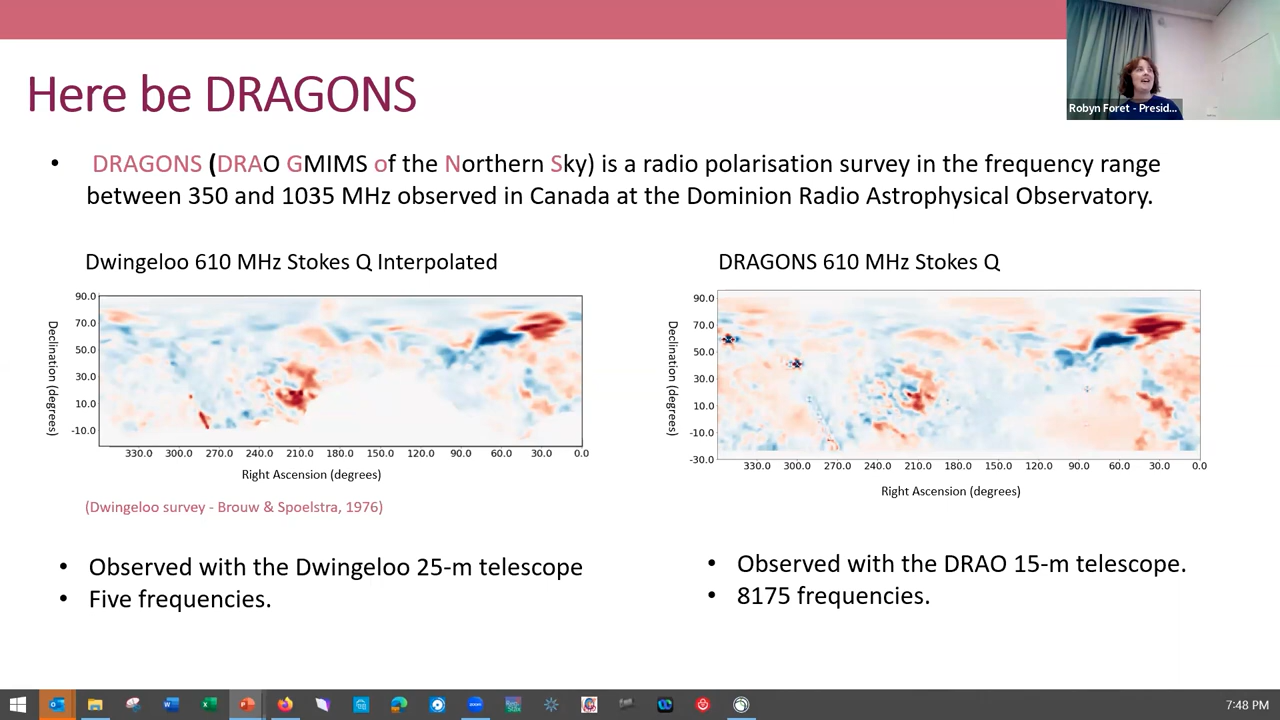 Here be DRAGONS
Robyn Foret - Presid...
• DRAGONS (DRAO GMIMS of the Northern Sky) is a radio polarisation survey in the frequency range
between 350 and 1035 MHz observed in Canada at the Dominion Radio Astrophysical Observatory.
Dwingeloo 610 MHz Stokes Q Interpolated
90.0
70.0
50.0
30.0
10.0
-10.0
Declination (degrees)
330.0 300.0 270.0 240.0 210.0 180.0 150.0 120.0 90.0 60.0 30.0 0.0
Right Ascension (degrees)
(Dwingeloo survey - Brouw & Spoelstra, 1976)
• Observed with the Dwingeloo 25-m telescope
• Five frequencies.
DRAGONS 610 MHz Stokes Q
90.0
70.0
50.0
30.0
10.0
-10.0
-30.0
Declination (degrees)
330.0 300.0 270.0 240.0 210.0 180.0 150.0 120.0 90.0 60.0 30.0 0.0
Right Ascension (degrees)
• Observed with the DRAO 15-m telescope.
• 8175 frequencies.
7:48 PM